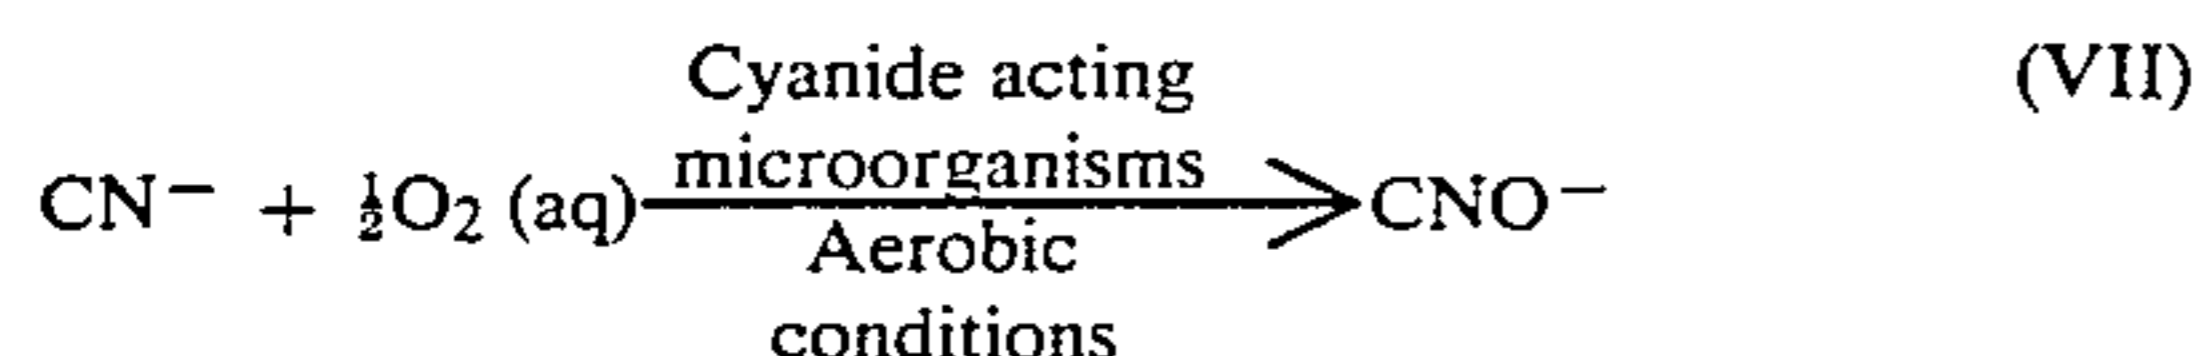 Cyanide acting (VII)
microorganisms
CN− + ½O2 (aq) CNO−
Aerobic
conditions